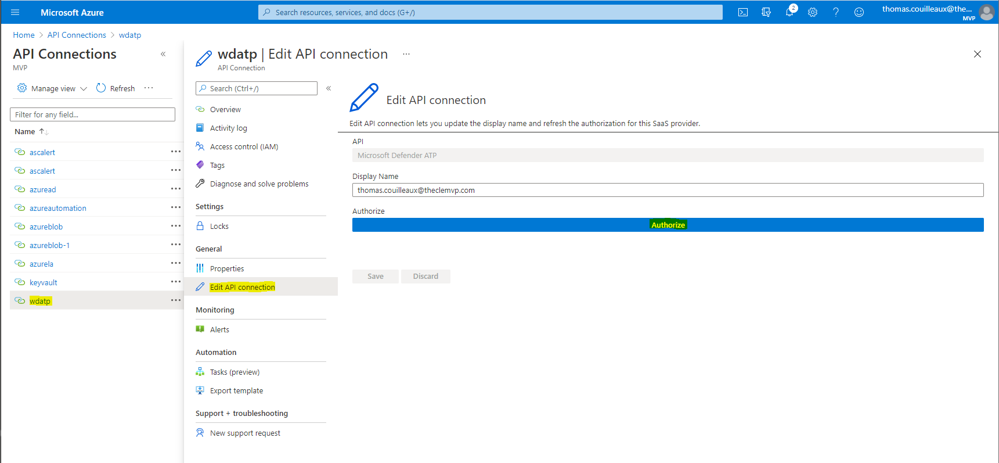 Microsoft Azure
Search resources, services, and docs (G+/)
2
thomas.couilleaux@the...
MVP
Home > API Connections > wdatp
API Connections
MVP
Manage view
Refresh
Filter for any field...
Name
ascalert
ascalert
azuread
azureautomation
azureblob
azureblob-1
azurela
keyvault
wdatp
wdatp | Edit API connection
API Connection
Search (Ctrl+/)
Overview
Activity log
Access control (IAM)
Tags
Diagnose and solve problems
Settings
Locks
General
Properties
Edit API connection
Monitoring
Alerts
Automation
Tasks (preview)
Export template
Support + troubleshooting
New support request
Edit API connection
Edit API connection lets you update the display name and refresh the authorization for this SaaS provider.
API
Microsoft Defender ATP
Display Name
thomas.couilleaux@theclemvp.com
Authorize
Authorize
Save Discard